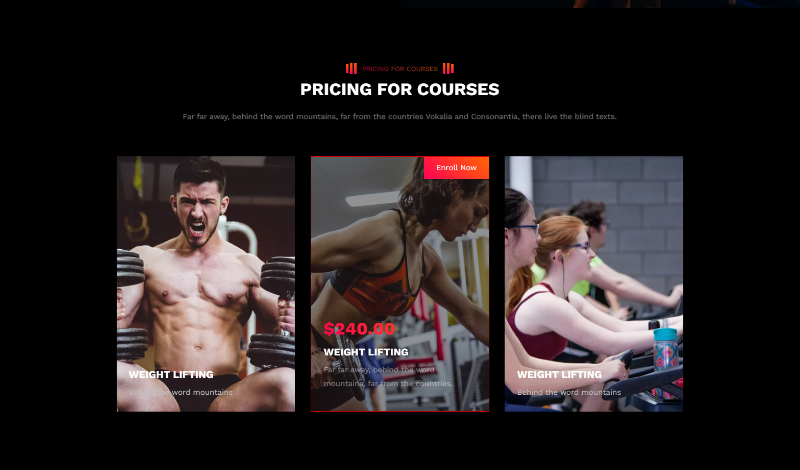 PRICING FOR COURSES
PRICING FOR COURSES
Far far away, behind the word mountains, far from the countries Vokalia and Consonantia, there live the blind texts.
Enroll Now
$240.00
WEIGHT LIFTING
Far far away, behind the word
mountains, far from the countries.
WEIGHT LIFTING
Behind the word mountains
WEIGHT LIFTING
Behind the word mountains